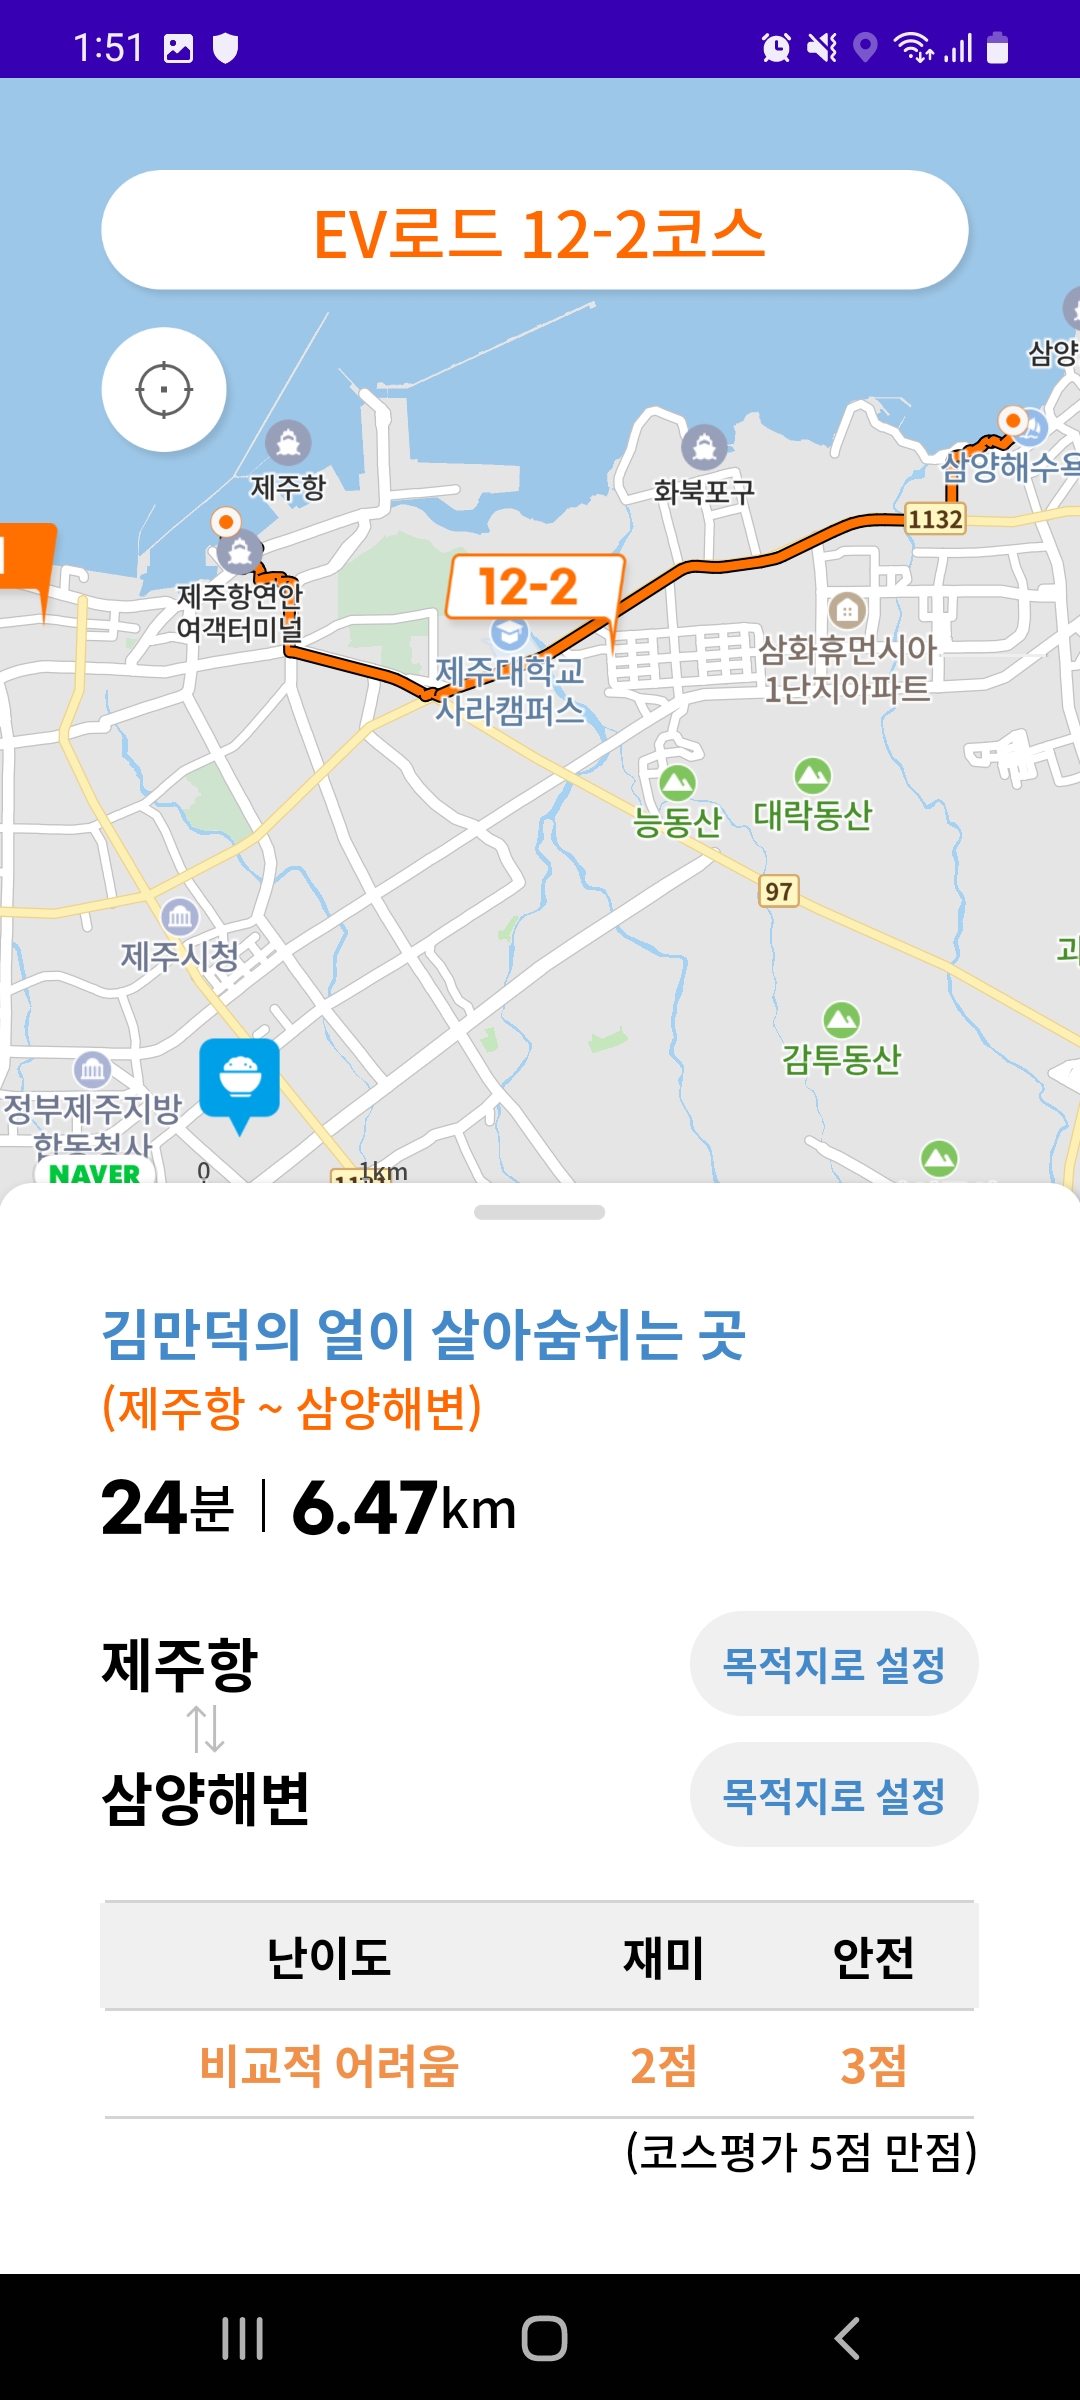 1:51
EV로드 12-2코스
삼양
제주항
화북포구
삼양해수욕
1132
12-2
제주항연안
여객터미널
제주대학교
사라캠퍼스
삼화휴먼시아
1단지아파트
능동산
대락동산
97
제주시청
감투동산
정부제주지방
합동청사
NAVER
0
1km
김만덕의 얼이 살아숨쉬는 곳
(제주항 ~ 삼양해변)
24분 | 6.47km
제주항
목적지로 설정
삼양해변
목적지로 설정
난이도 재미 안전
비교적 어려움 2점 3점
(코스평가 5점 만점)